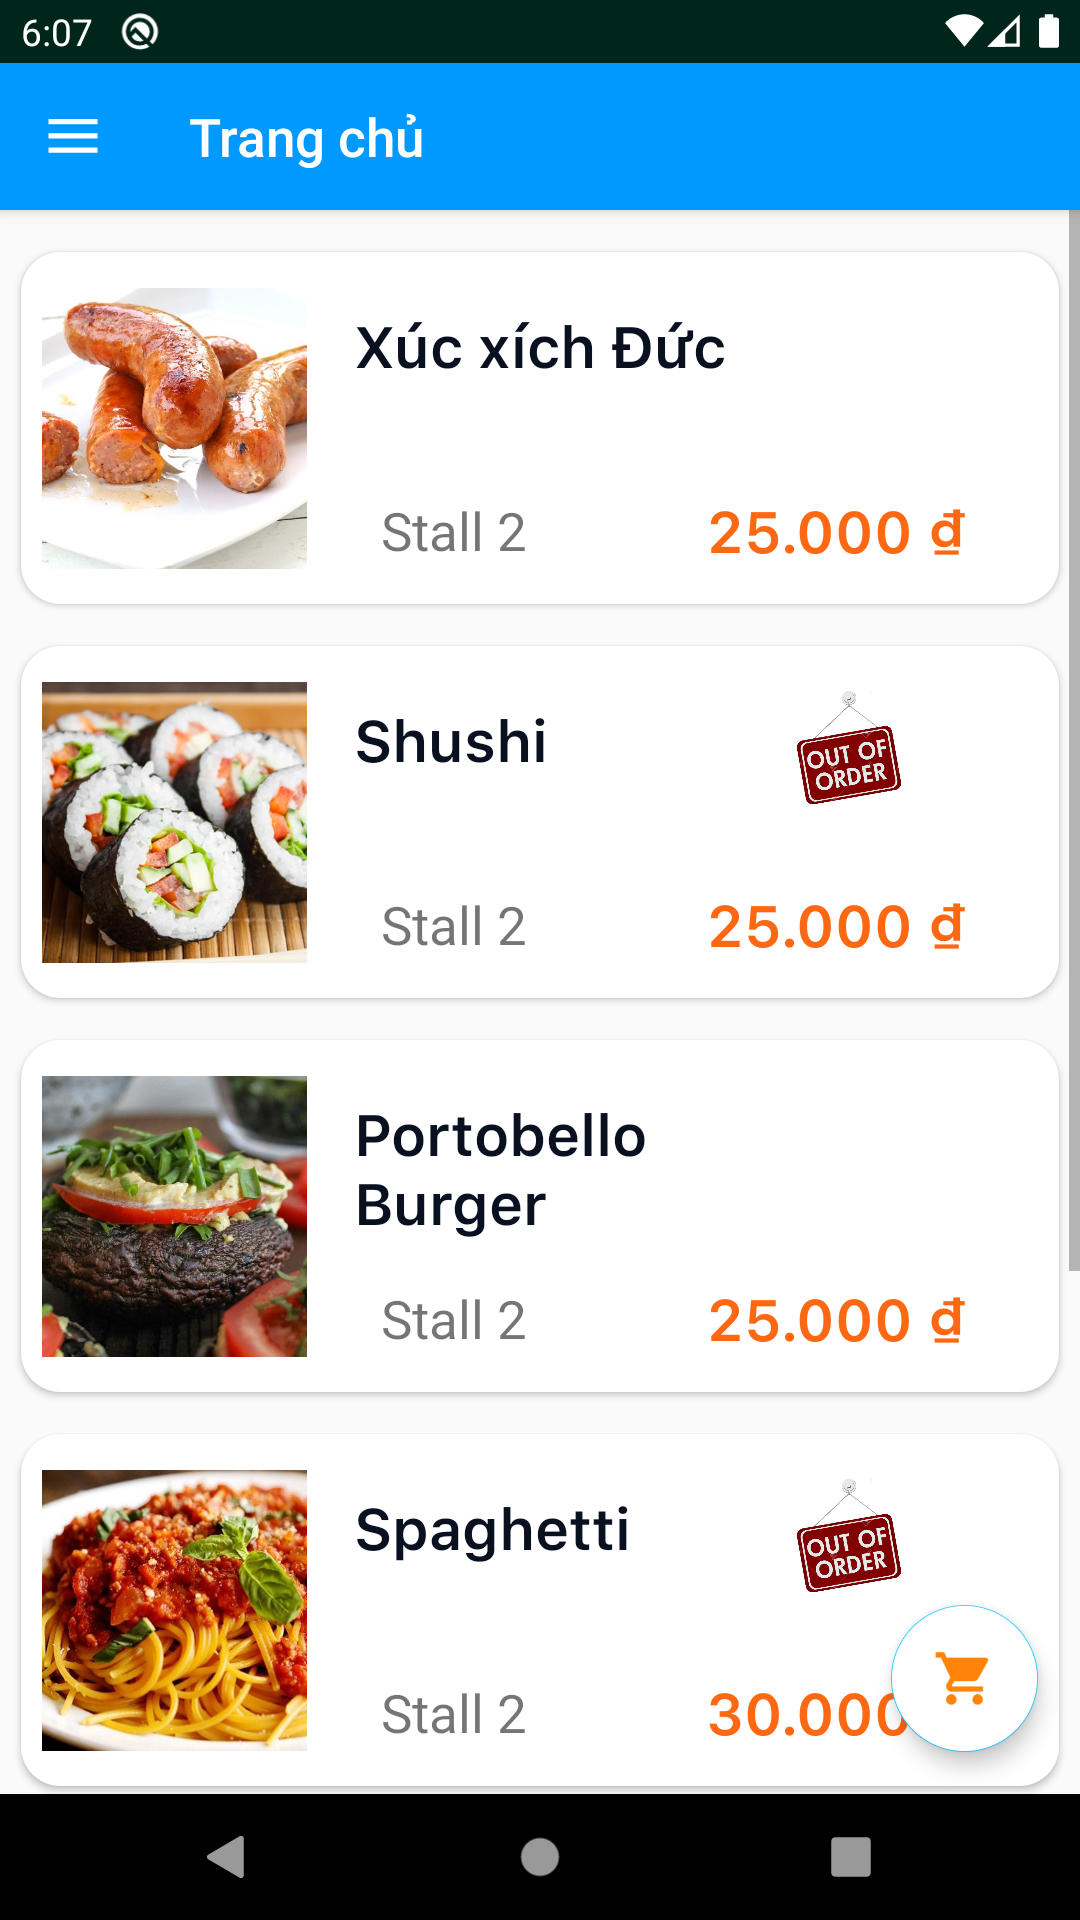 6:07
Trang chủ
Xúc xích Đức
Stall 2
25.000 ₫
Shushi
OUT OF
ORDER
Stall 2
25.000 ₫
Portobello
Burger
Stall 2
25.000 ₫
Spaghetti
OUT OF
ORDER
Stall 2
30.000